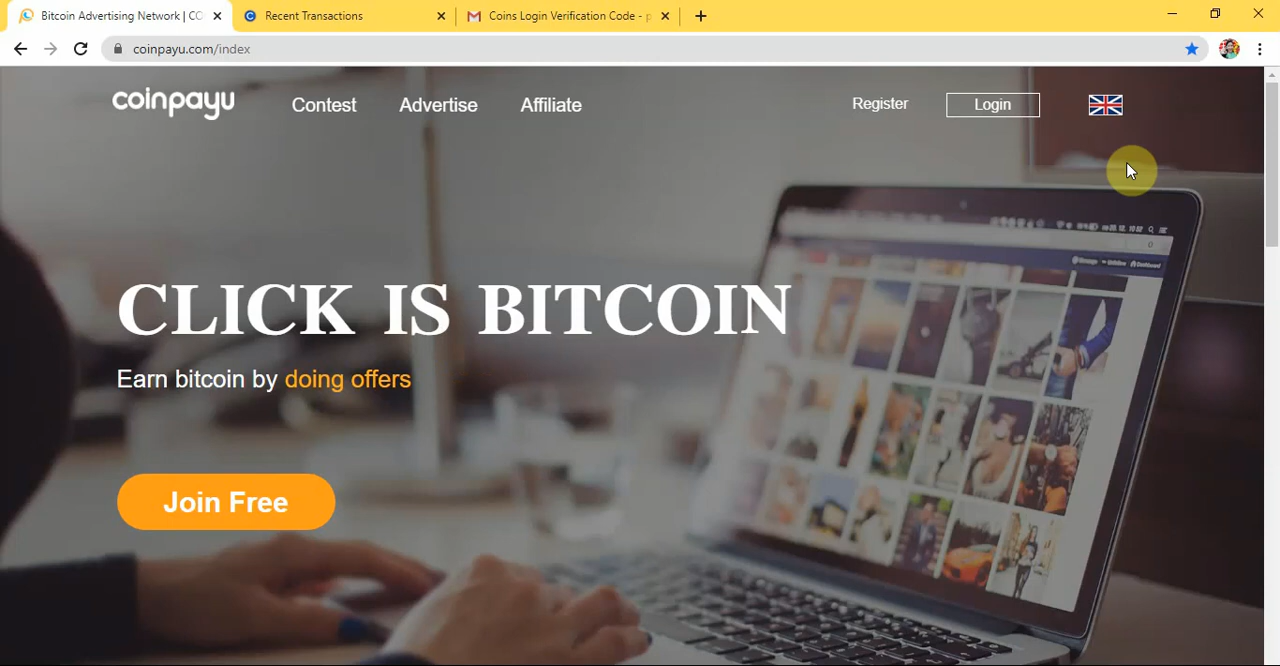 Bitcoin Advertising Network | CO
Recent Transactions
Coins Login Verification Code - p
coinpayu.com/index
coinpayu Contest Advertise Affiliate Register Login
CLICK IS BITCOIN
Earn bitcoin by doing offers
Join Free